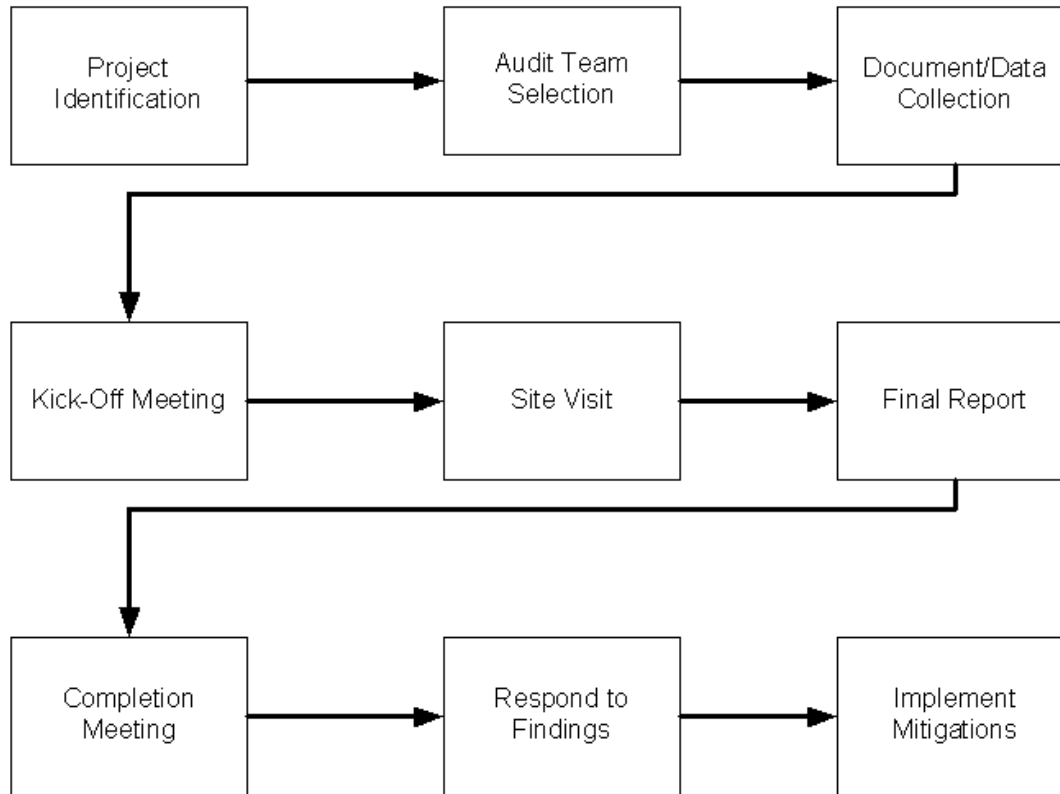 Project
Identification
Audit Team
Selection
Document/Data
Collection
Kick-Off Meeting
Site Visit
Final Report
Completion
Meeting
Respond to
Findings
Implement
Mitigations